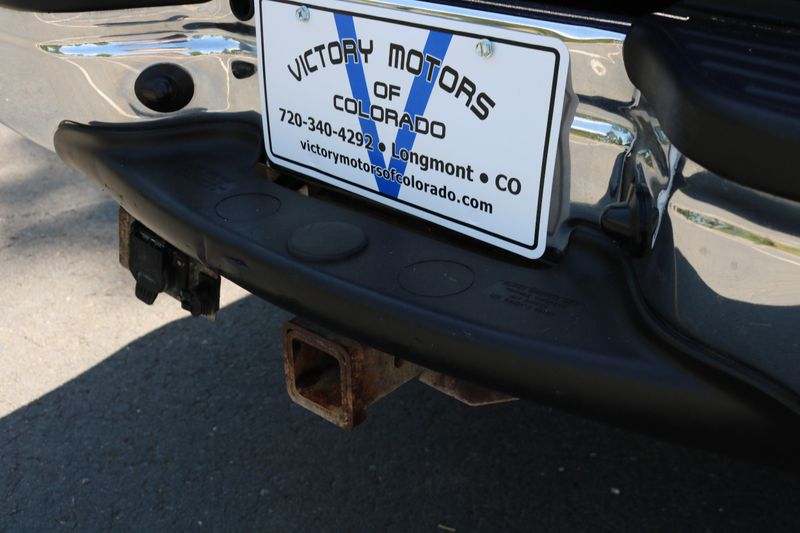 VICTORY MOTORS
OF
COLORADO
720-340-4292 • Longmont • CO
victorymotorsofcolorado.com